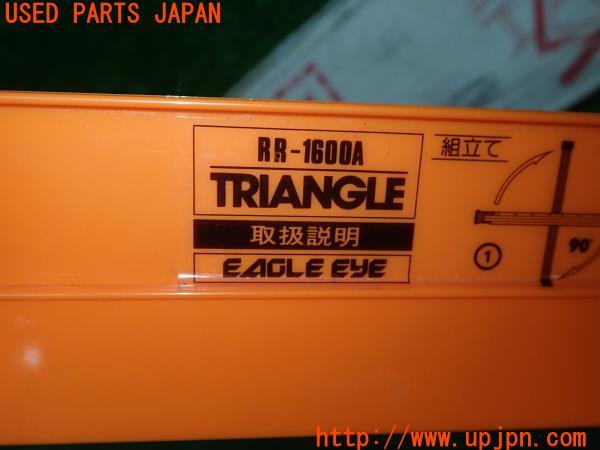 USED PARTS JAPAN
RR-1600A
TRIANGLE
取扱説明
EAGLE EYE
組立て
90°
1
http://www.upjpn.com/